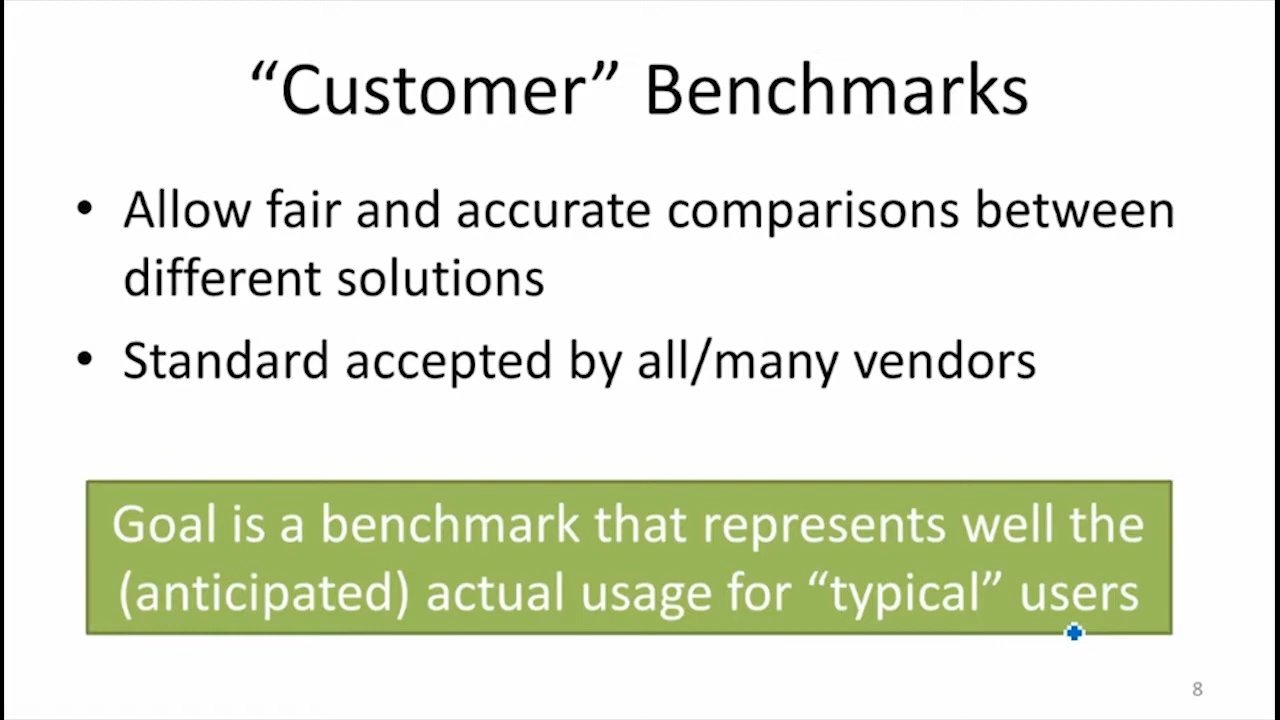 “Customer” Benchmarks
• Allow fair and accurate comparisons between
different solutions
• Standard accepted by all/many vendors
Goal is a benchmark that represents well the
(anticipated) actual usage for “typical” users
8